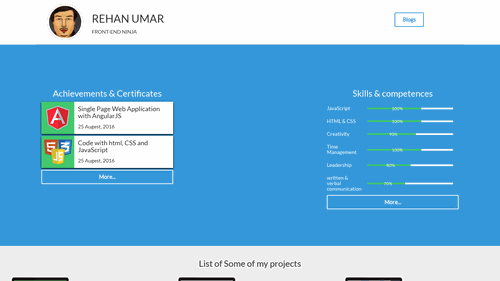 REHAN UMAR
FRONT-END NINJA
Blogs
Achievements & Certificates
Single Page Web Application
with AngularJS
25 Augest, 2016
Code with html, CSS and
JavaScript
25 Augest, 2016
More...
Skills & competences
JavaScript
100%
HTML & CSS
100%
Creativity
90%
Time
Management
100%
Leadership
80%
written &
verbal
communication
70%
More...
List of Some of my projects